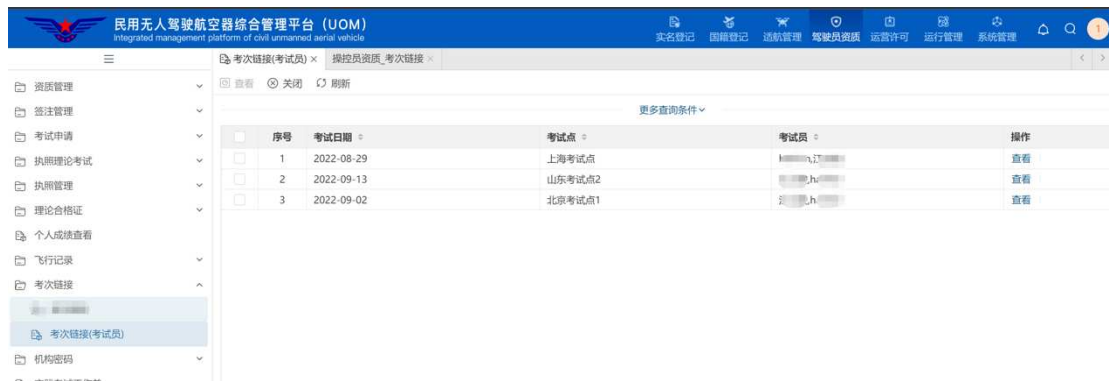 民用无人驾驶航空器综合管理平台（UOM）
Integrated management platform of civil unmanned aerial vehicle
实名登记 国籍登记 适航管理 驾驶员资质 运营许可 运行管理 系统管理
1
考次链接(考试员) × 操控员资质_考次链接 ×
查看 关闭 刷新
更多查询条件
资质管理
签注管理
考试申请
执照理论考试
执照管理
理论合格证
个人成绩查看
飞行记录
考次链接
考次链接(考试员)
机构密码
序号 考试日期 考试点 考试员 操作
1 2022-08-29 上海考试点 查看
2 2022-09-13 山东考试点2 查看
3 2022-09-02 北京考试点1 查看